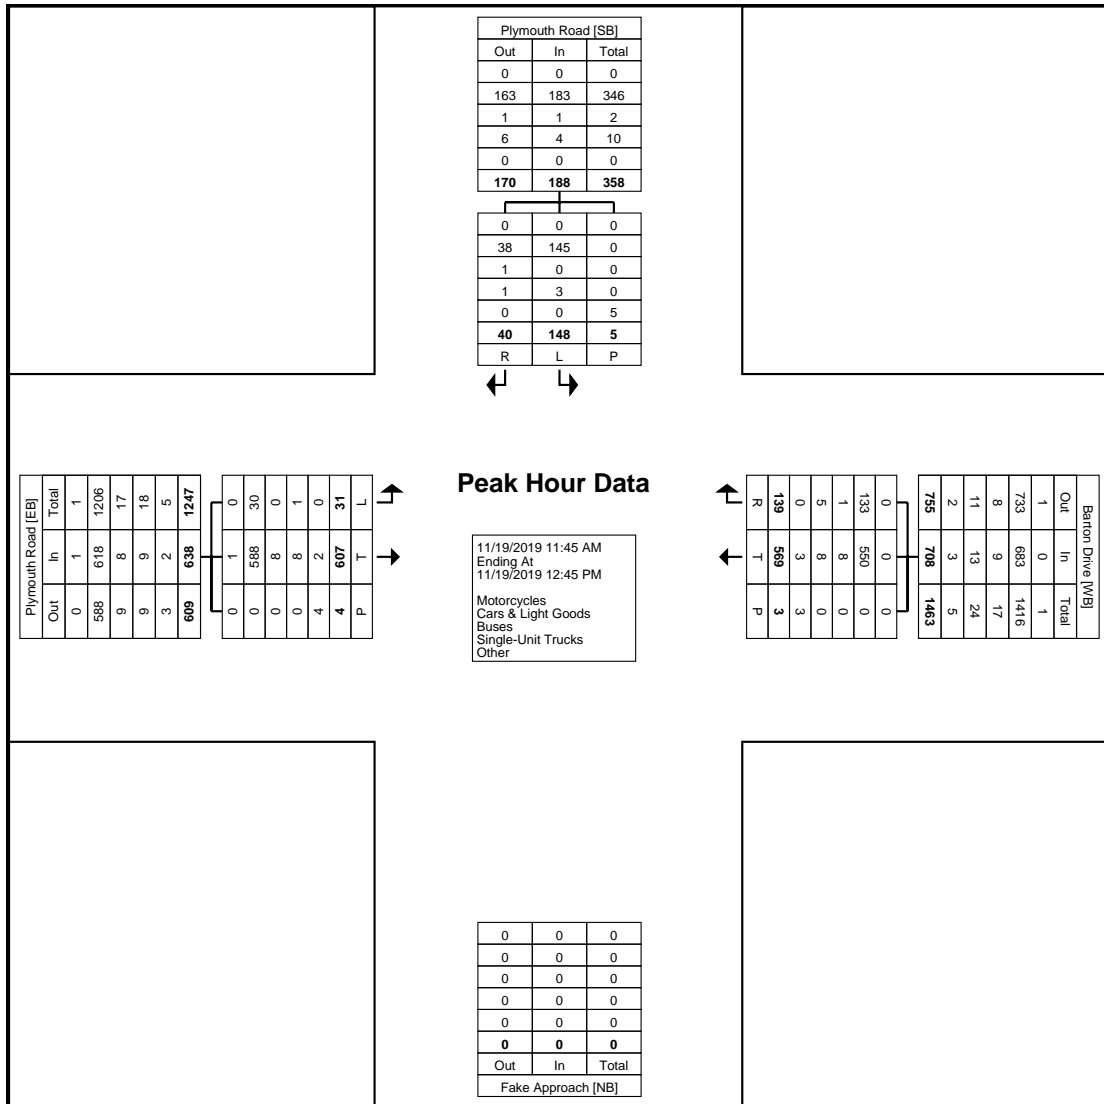 Plymouth Road [SB]
Out In Total
0 0 0
163 183 346
1 1 2
6 4 10
0 0 0
170 188 358
0 0 0
38 145 0
1 0 0
1 3 0
0 0 5
40 148 5
R L P
Plymouth Road [EB]
Total 1 1206 17 18 5 1247
In 1 618 8 9 2 638
Out 0 588 9 9 3 609
0 30 0 1 0 31 L
1 588 8 8 2 607 T
0 0 0 0 4 4 P
Peak Hour Data
11/19/2019 11:45 AM
Ending At
11/19/2019 12:45 PM
Motorcycles
Cars & Light Goods
Buses
Single-Unit Trucks
Other
R 139 0 5 1 133 0
T 569 3 8 8 550 0
P 3 3 0 0 0 0
755 2 11 8 733 1 Out
708 3 13 9 683 0 In
1463 5 24 17 1416 1 Total
Barton Drive [WB]
0 0 0
0 0 0
0 0 0
0 0 0
0 0 0
0 0 0
Out In Total
Fake Approach [NB]